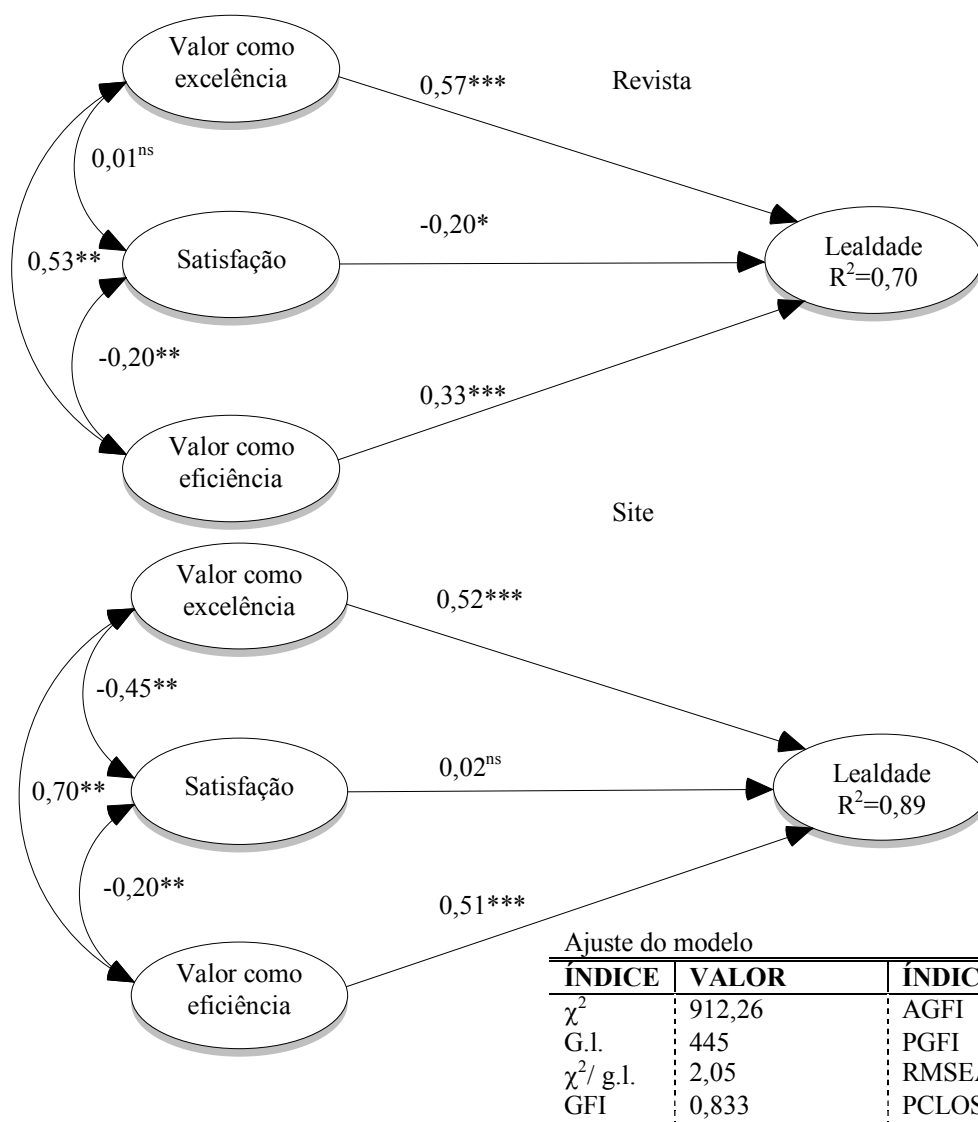 Valor como
excelência
0,57***
Revista
0,01ns
-0,20*
Satisfação
Lealdade
R2=0,70
0,53**
-0,20**
0,33***
Valor como
eficiência
Site
Valor como
excelência
0,52***
-0,45**
0,02ns
Satisfação
Lealdade
R2=0,89
0,70**
-0,20**
0,51***
Valor como
eficiência
Ajuste do modelo
ÍNDICE VALOR ÍNDIC
χ2 912,26 AGFI
G.l. 445 PGFI
χ2/ g.l. 2,05 RMSEA
GFI 0,833 PCLOS